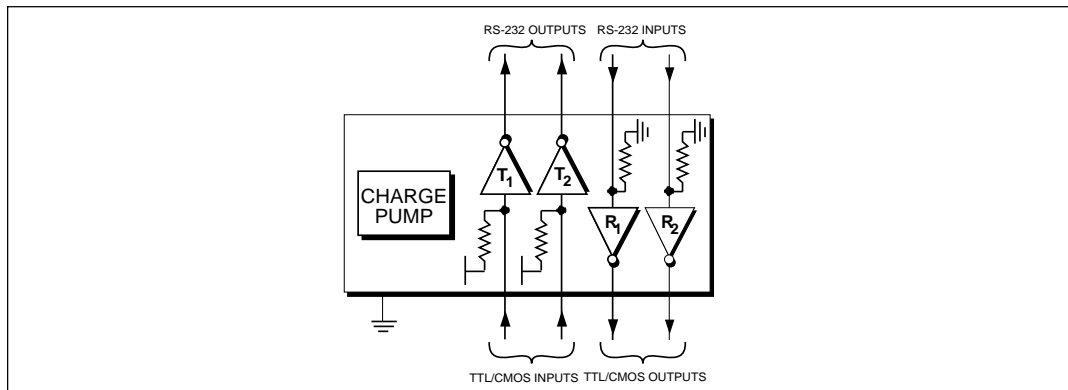 RS-232 OUTPUTS RS-232 INPUTS
T1 T2
CHARGE
PUMP
R1 R2
TTL/CMOS INPUTS TTL/CMOS OUTPUTS